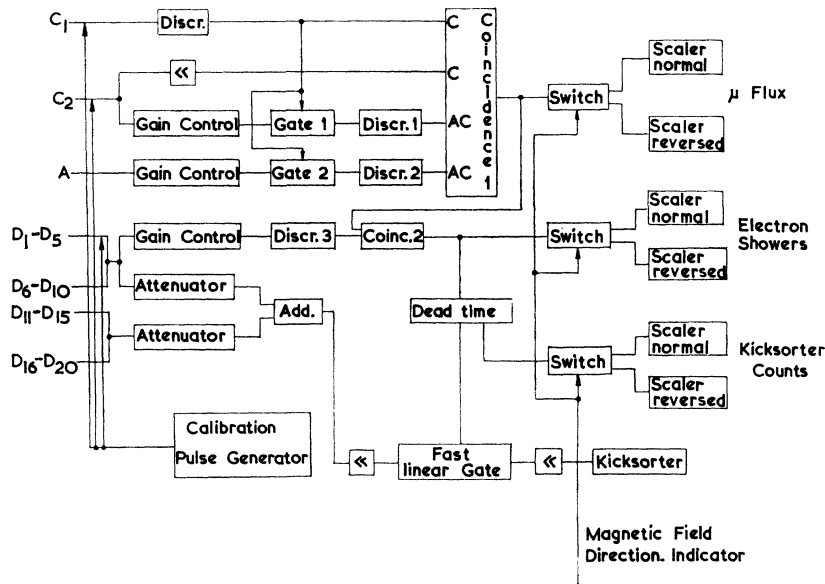 C₁
Discr.
C
Scaler
normal
C₂
≪
C
Switch
μ Flux
Gain Control
Gate 1
Discr.1
AC
Scaler
reversed
A
Gain Control
Gate 2
Discr.2
AC
Coincidence 1
Scaler
normal
D₁-D₅
Gain Control
Discr.3
Coinc.2
Switch
Electron
Showers
Scaler
reversed
D₆-D₁₀
Attenuator
D₁₁-D₁₅
Add.
Dead time
Attenuator
Scaler
normal
D₁₆-D₂₀
Switch
Kicksorter
Counts
Scaler
reversed
Calibration
Pulse Generator
≪
Fast
linear Gate
≪
Kicksorter
Magnetic Field
Direction. Indicator